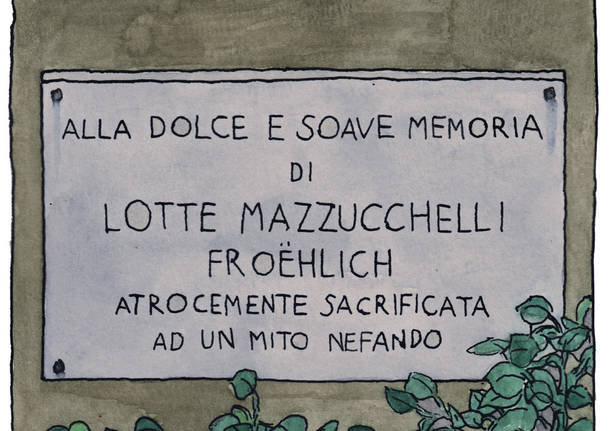 ALLA DOLCE E SOAVE MEMORIA
DI
LOTTE MAZZUCCHELLI
FROËHLICH
ATROCEMENTE SACRIFICATA
AD UN MITO NEFANDO